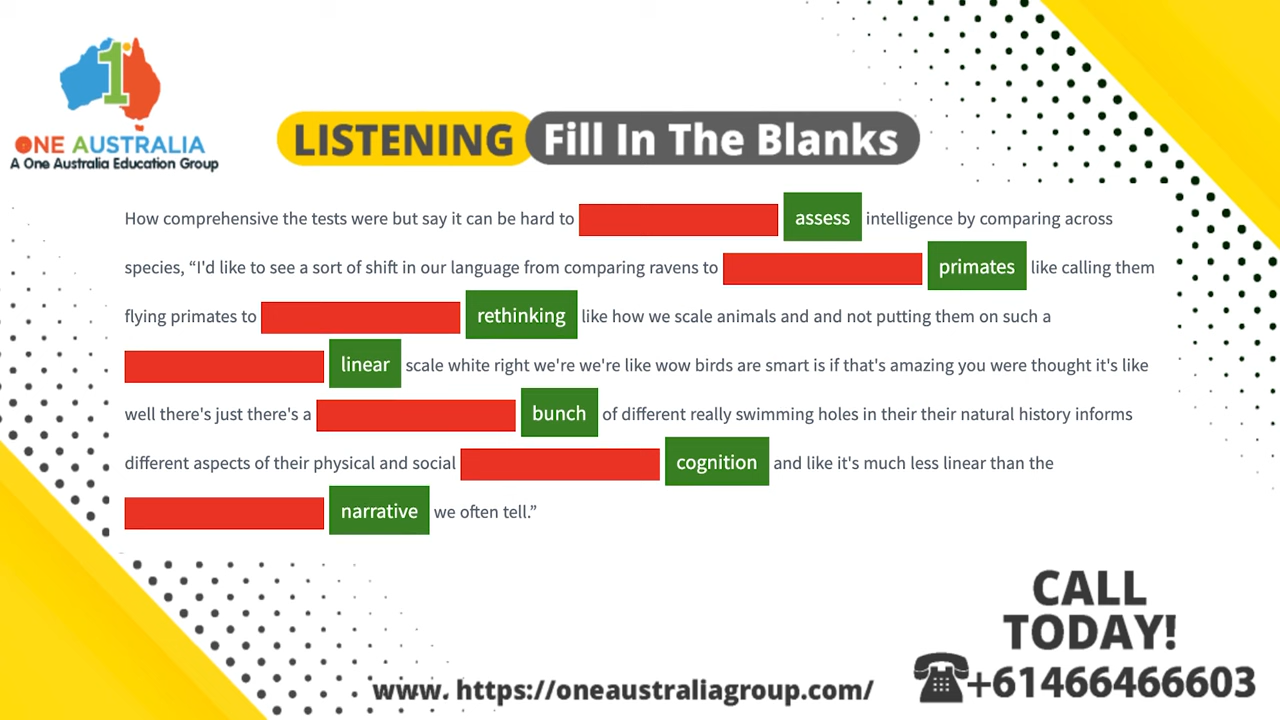 1
ONE AUSTRALIA
A One Australia Education Group
LISTENING Fill In The Blanks
How comprehensive the tests were but say it can be hard to assess intelligence by comparing across
species, “I'd like to see a sort of shift in our language from comparing ravens to primates like calling them
flying primates to rethinking like how we scale animals and and not putting them on such a
linear scale white right we're we're like wow birds are smart is if that's amazing you were thought it's like
well there's just there's a bunch of different really swimming holes in their their natural history informs
different aspects of their physical and social cognition and like it's much less linear than the
narrative we often tell.”
CALL
TODAY!
+61466466603
www. https://oneaustraliagroup.com/